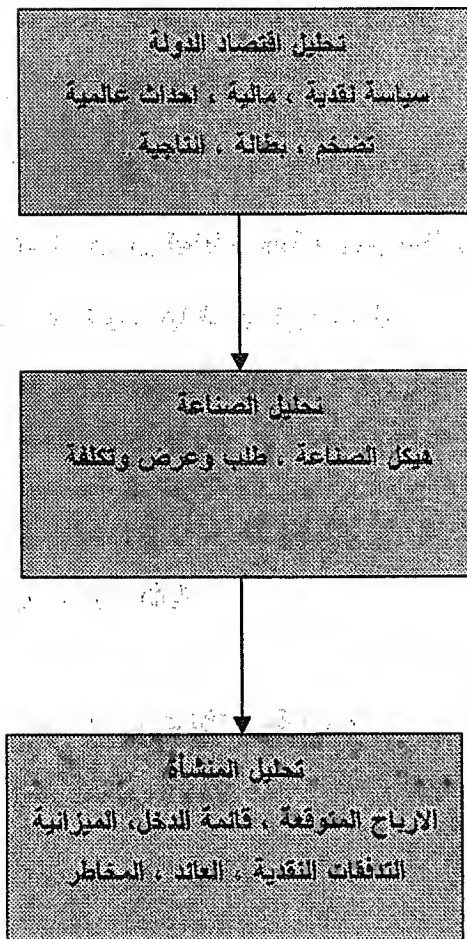 تحليل اقتصاد الدولة
سياسة نقدية ، مالية ، احداث عالمية
تضخم ، بطالة ، انتاجية
تحليل الصناعة
هيكل الصناعة ، طلب وعرض وتكلفة
تحليل المنشأة
الارباح المتوقعة ، قائمة الدخل، الميزانية
التدفقات النقدية ، العائد ، المخاطر